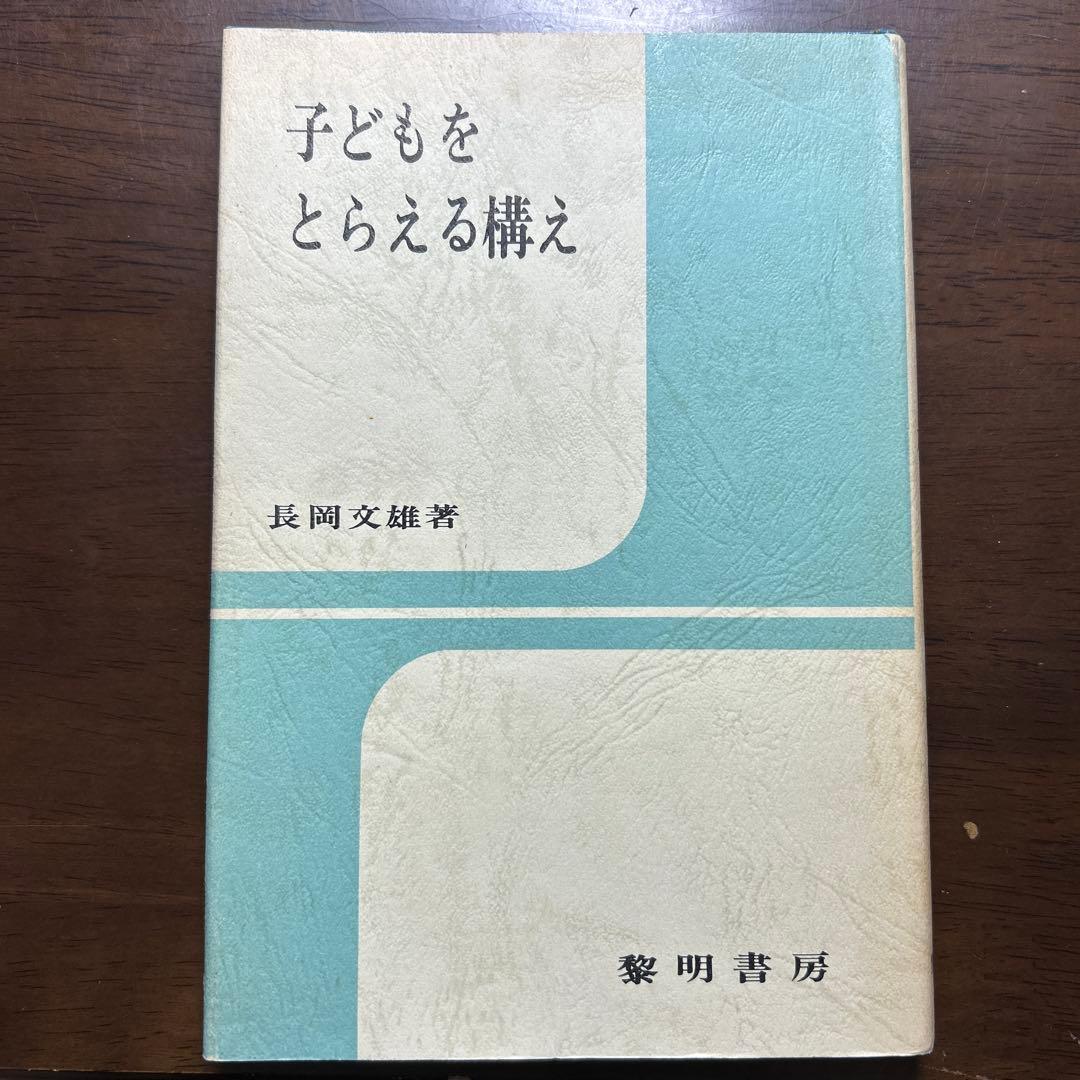 子どもを
とらえる構え
長岡文雄著
黎明書房